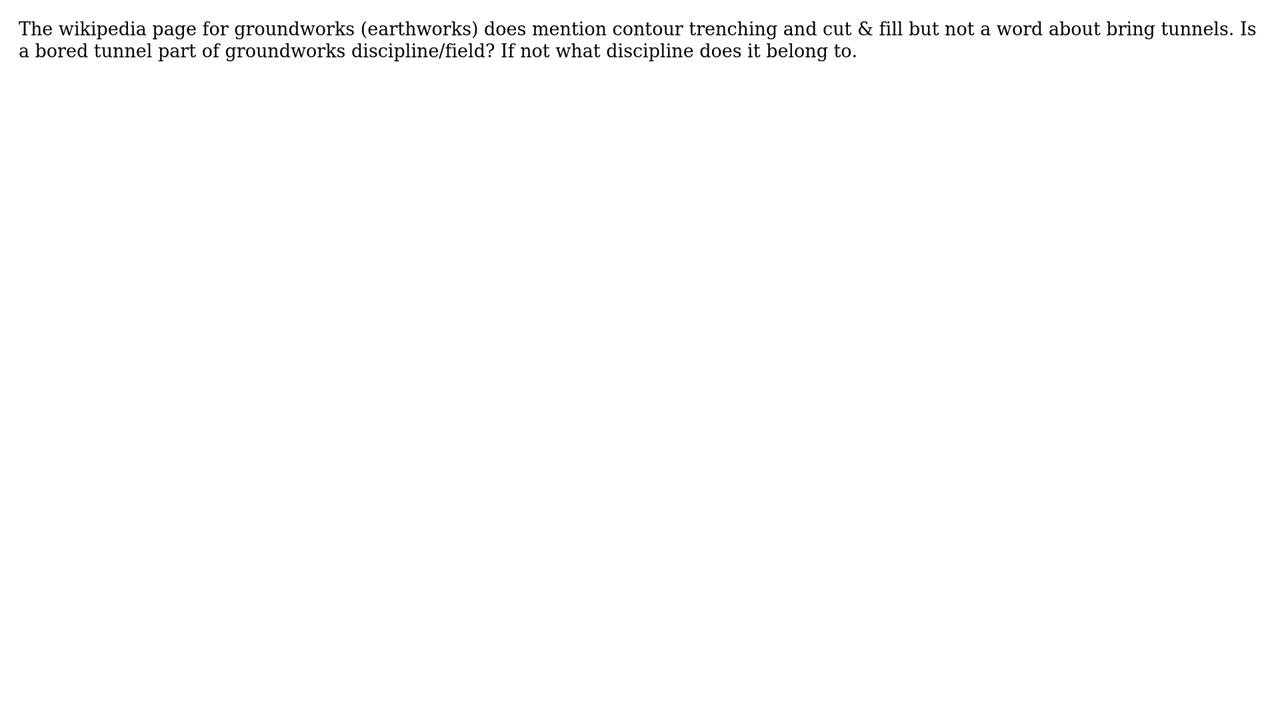 The wikipedia page for groundworks (earthworks) does mention contour trenching and cut & fill but not a word about bring tunnels. Is
a bored tunnel part of groundworks discipline/field? If not what discipline does it belong to.